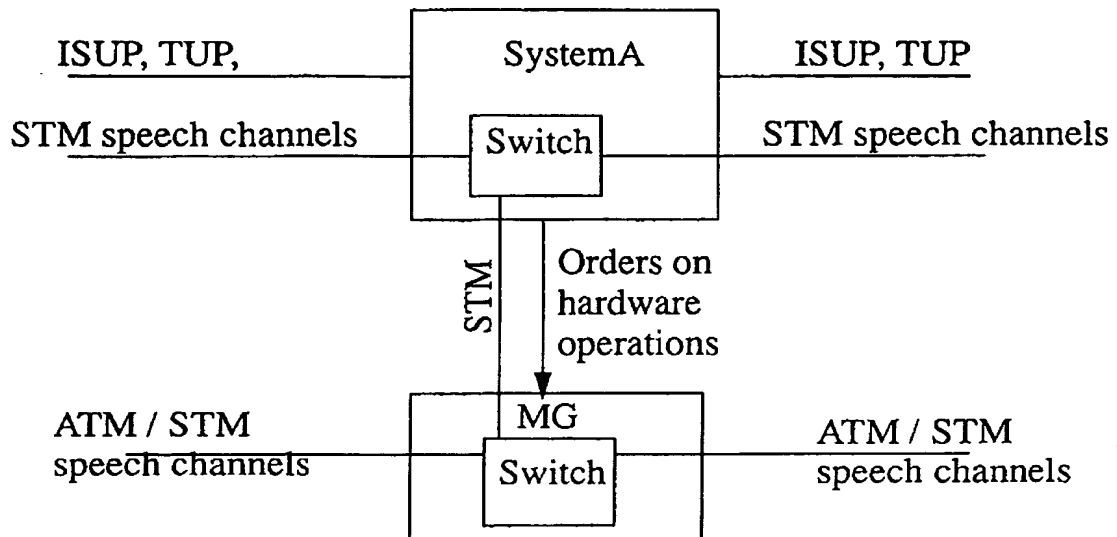 ISUP, TUP,
SystemA
ISUP, TUP
STM speech channels
Switch
STM speech channels
STM
Orders on
hardware
operations
MG
ATM / STM
speech channels
Switch
ATM / STM
speech channels